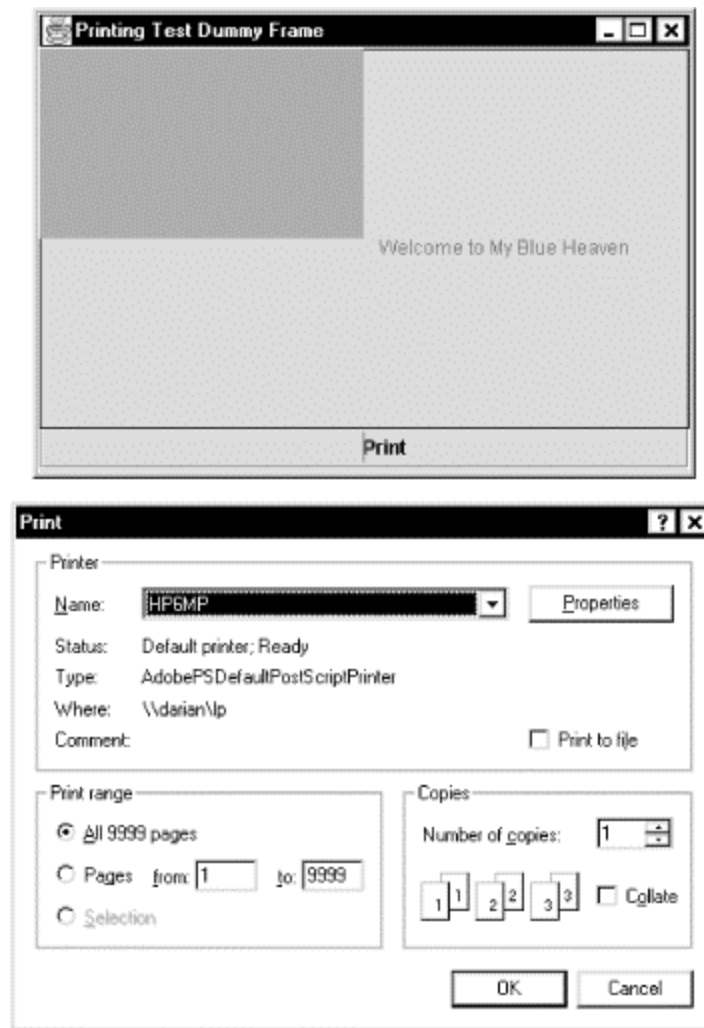 Printing Test Dummy Frame
Welcome to My Blue Heaven
Print
Print
Printer
Name: HP6MP Properties
Status: Default printer; Ready
Type: AdobePSDefaultPostScriptPrinter
Where: \\darian\lp
Comment: Print to file
Print range Copies
All 9999 pages Number of copies: 1
Pages from: 1 to: 9999 1 1 2 2 3 3 Collate
Selection
OK Cancel